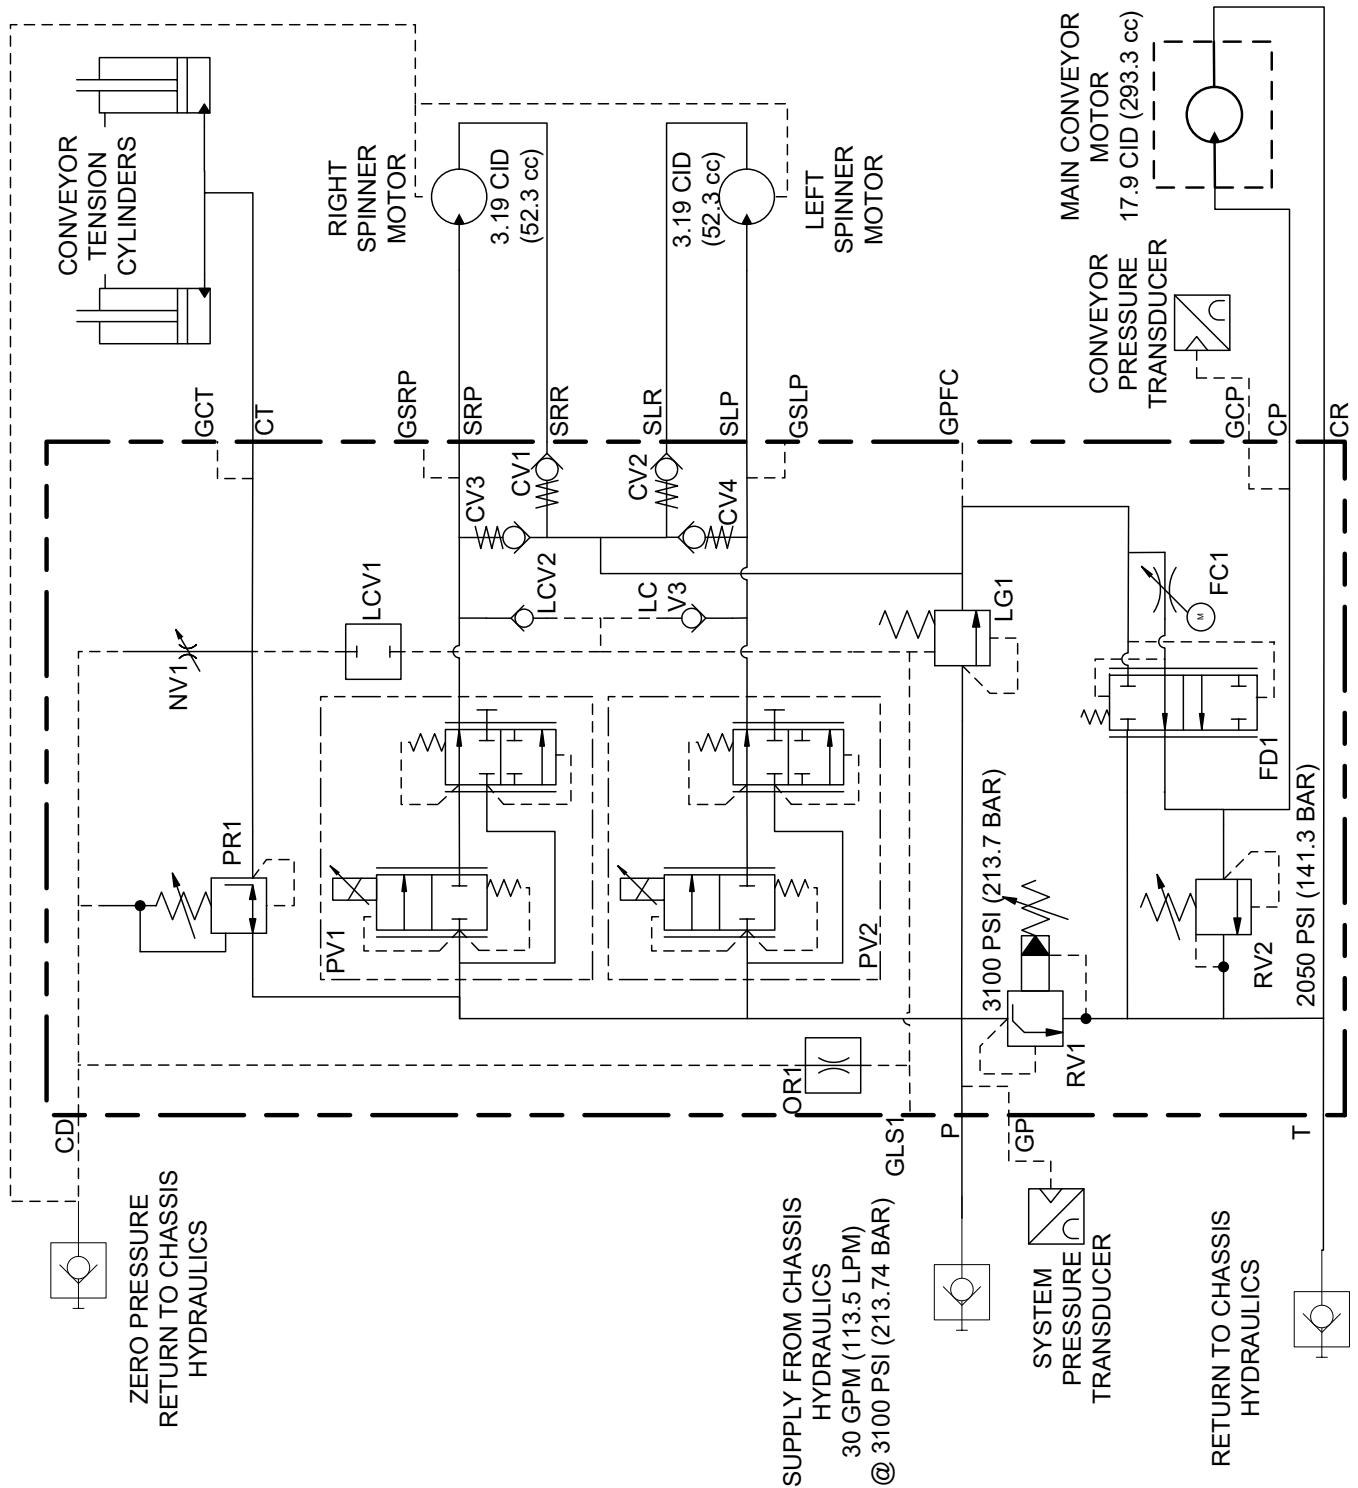 CONVEYOR
TENSION
CYLINDERS
RIGHT
SPINNER
MOTOR
3.19 CID
(52.3 cc)
3.19 CID
(52.3 cc)
LEFT
SPINNER
MOTOR
MAIN CONVEYOR
MOTOR
17.9 CID (293.3 cc)
CONVEYOR
PRESSURE
TRANSDUCER
GCT
CT
GSRP
SRP
SRR
SLR
SLP
GSLP
GPFC
GCP
CP
CR
CV3
CV1
CV2
CV4
LCV1
LCV2
LC
V3
NV1
LG1
FC1
M
PR1
PV1
PV2
FD1
3100 PSI (213.7 BAR)
RV1
RV2
2050 PSI (141.3 BAR)
OR1
CD
GLS1
P
GP
T
ZERO PRESSURE
RETURN TO CHASSIS
HYDRAULICS
SUPPLY FROM CHASSIS
HYDRAULICS
30 GPM (113.5 LPM)
@ 3100 PSI (213.74 BAR)
SYSTEM
PRESSURE
TRANSDUCER
RETURN TO CHASSIS
HYDRAULICS